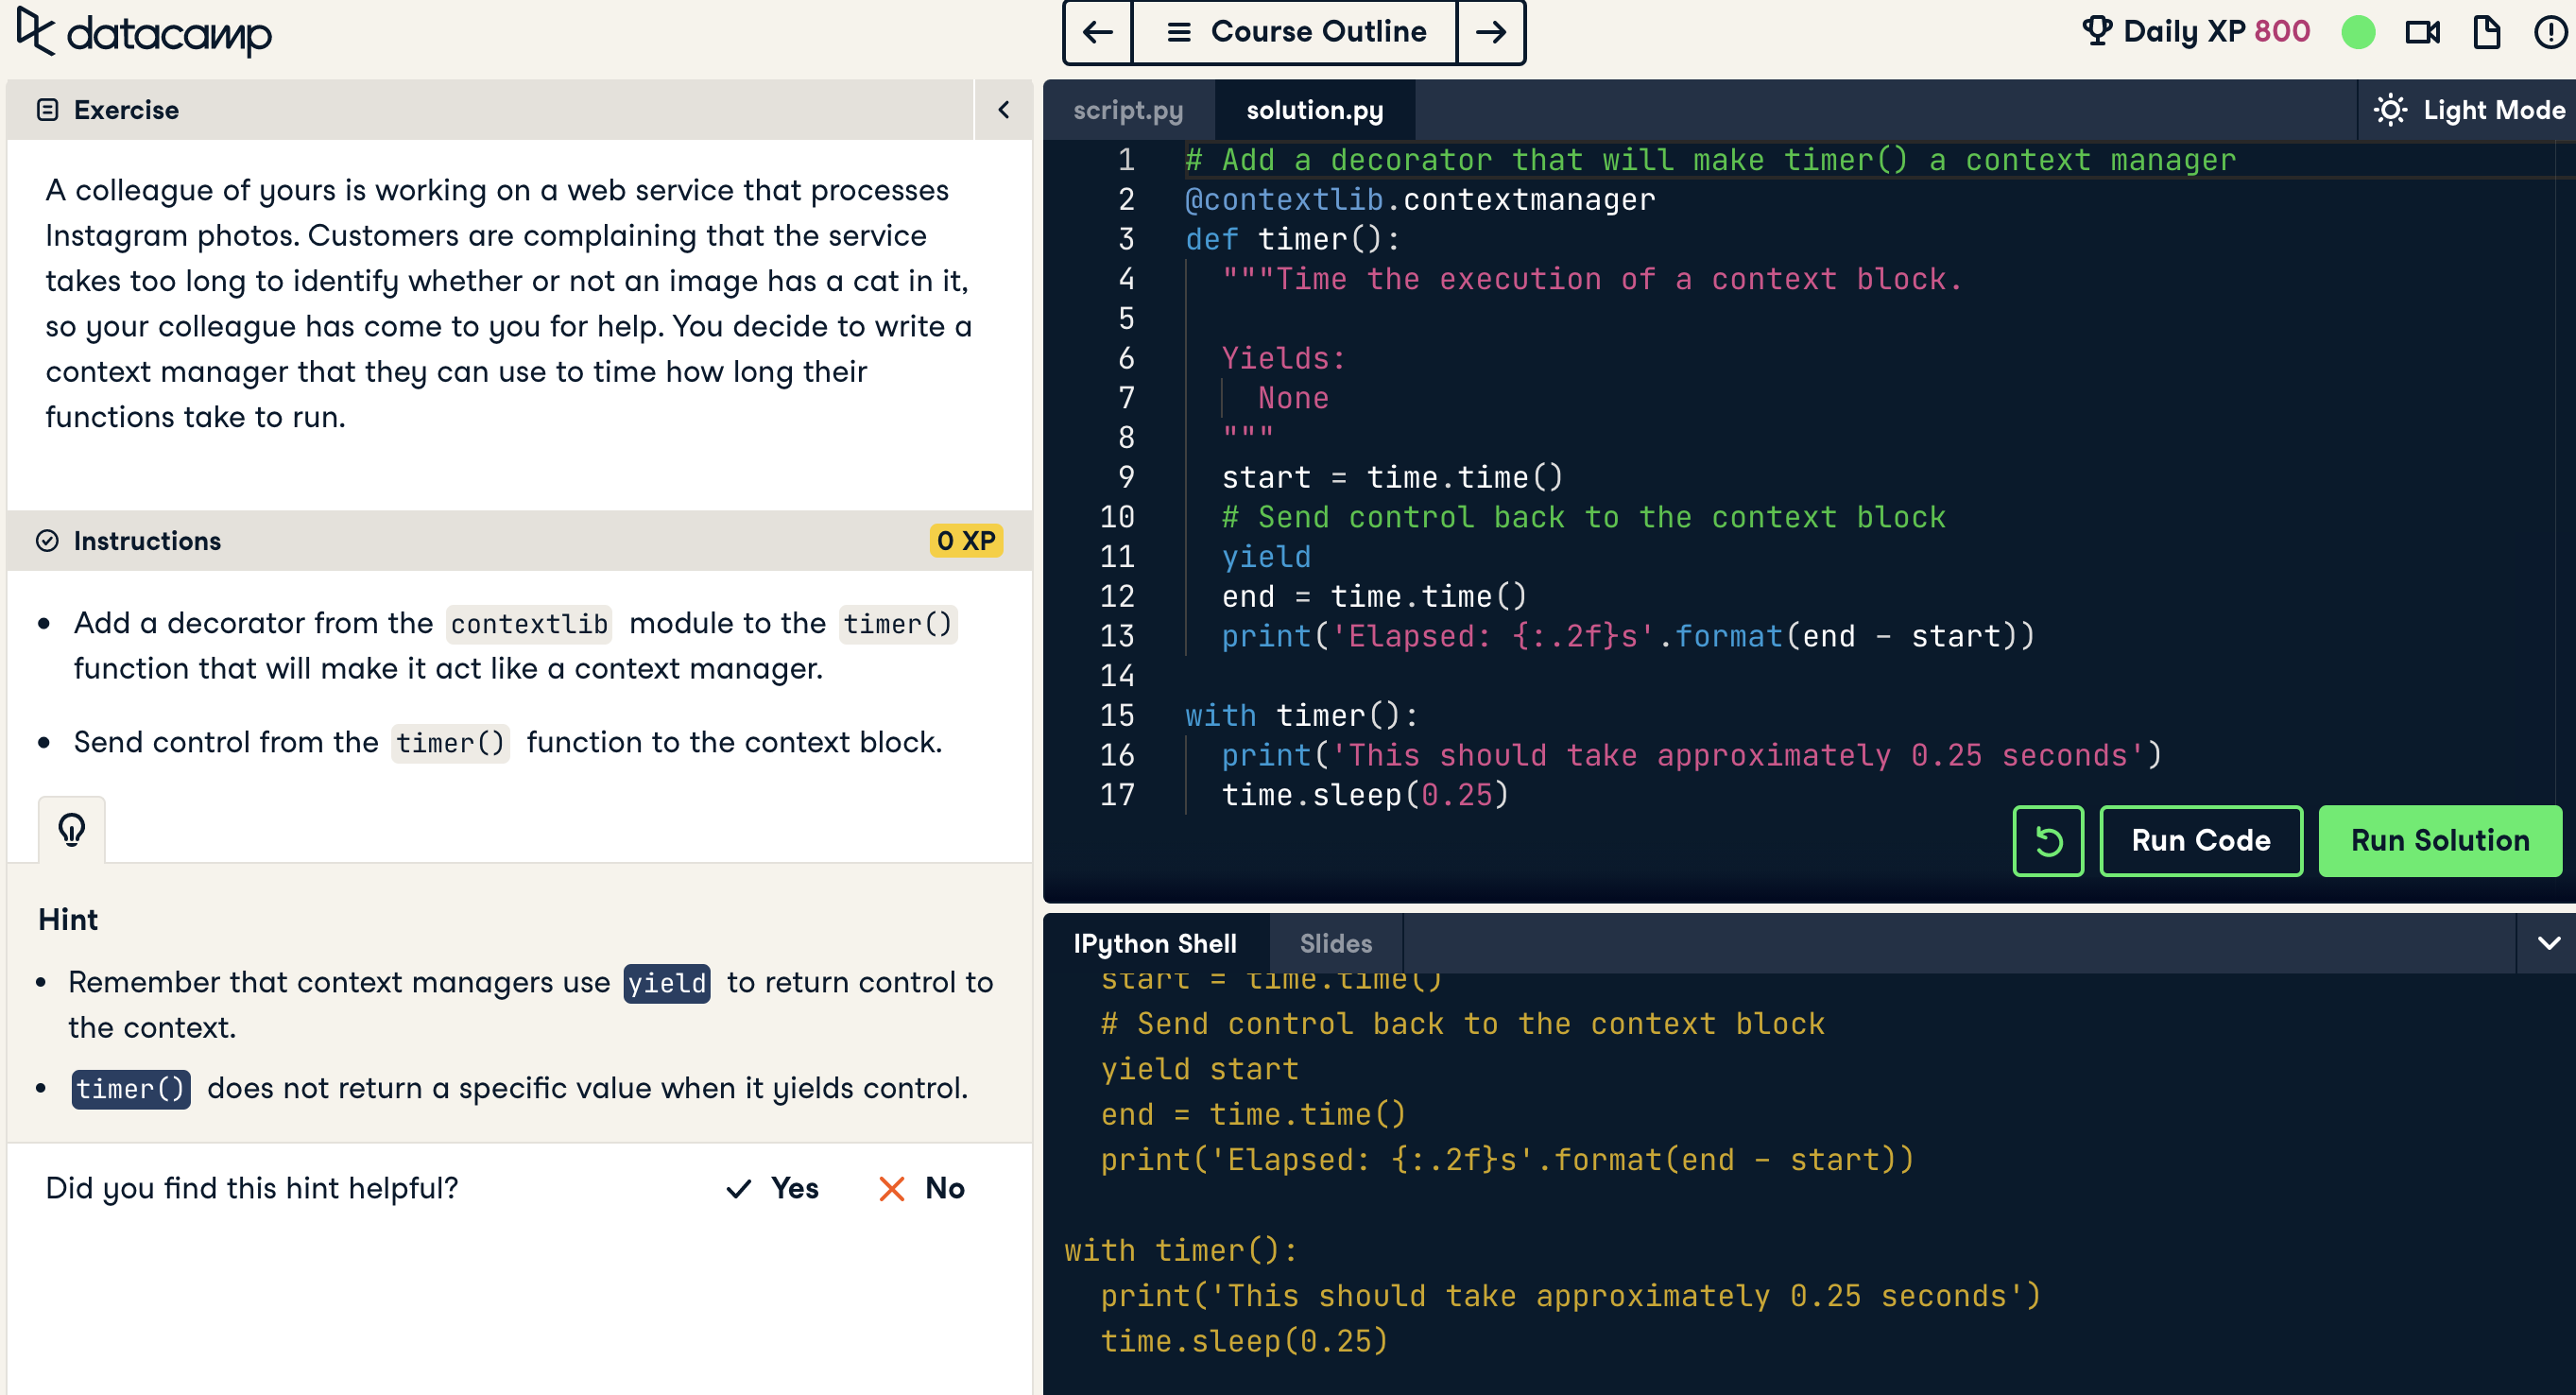 datacamp
Course Outline
Daily XP 800
Exercise
A colleague of yours is working on a web service that processes
Instagram photos. Customers are complaining that the service
takes too long to identify whether or not an image has a cat in it,
so your colleague has come to you for help. You decide to write a
context manager that they can use to time how long their
functions take to run.
Instructions
0 XP
• Add a decorator from the contextlib module to the timer()
function that will make it act like a context manager.
• Send control from the timer() function to the context block.
Hint
• Remember that context managers use yield to return control to
the context.
• timer() does not return a specific value when it yields control.
Did you find this hint helpful?
Yes
No
script.py
solution.py
Light Mode
1 # Add a decorator that will make timer() a context manager
2 @contextlib.contextmanager
3 def timer():
4   """Time the execution of a context block.
5
6   Yields:
7     None
8   """
9   start = time.time()
10   # Send control back to the context block
11   yield
12   end = time.time()
13   print('Elapsed: {:.2f}s'.format(end - start))
14
15 with timer():
16   print('This should take approximately 0.25 seconds')
17   time.sleep(0.25)
Run Code
Run Solution
IPython Shell
Slides
  start = time.time()
  # Send control back to the context block
  yield start
  end = time.time()
  print('Elapsed: {:.2f}s'.format(end - start))
with timer():
  print('This should take approximately 0.25 seconds')
  time.sleep(0.25)